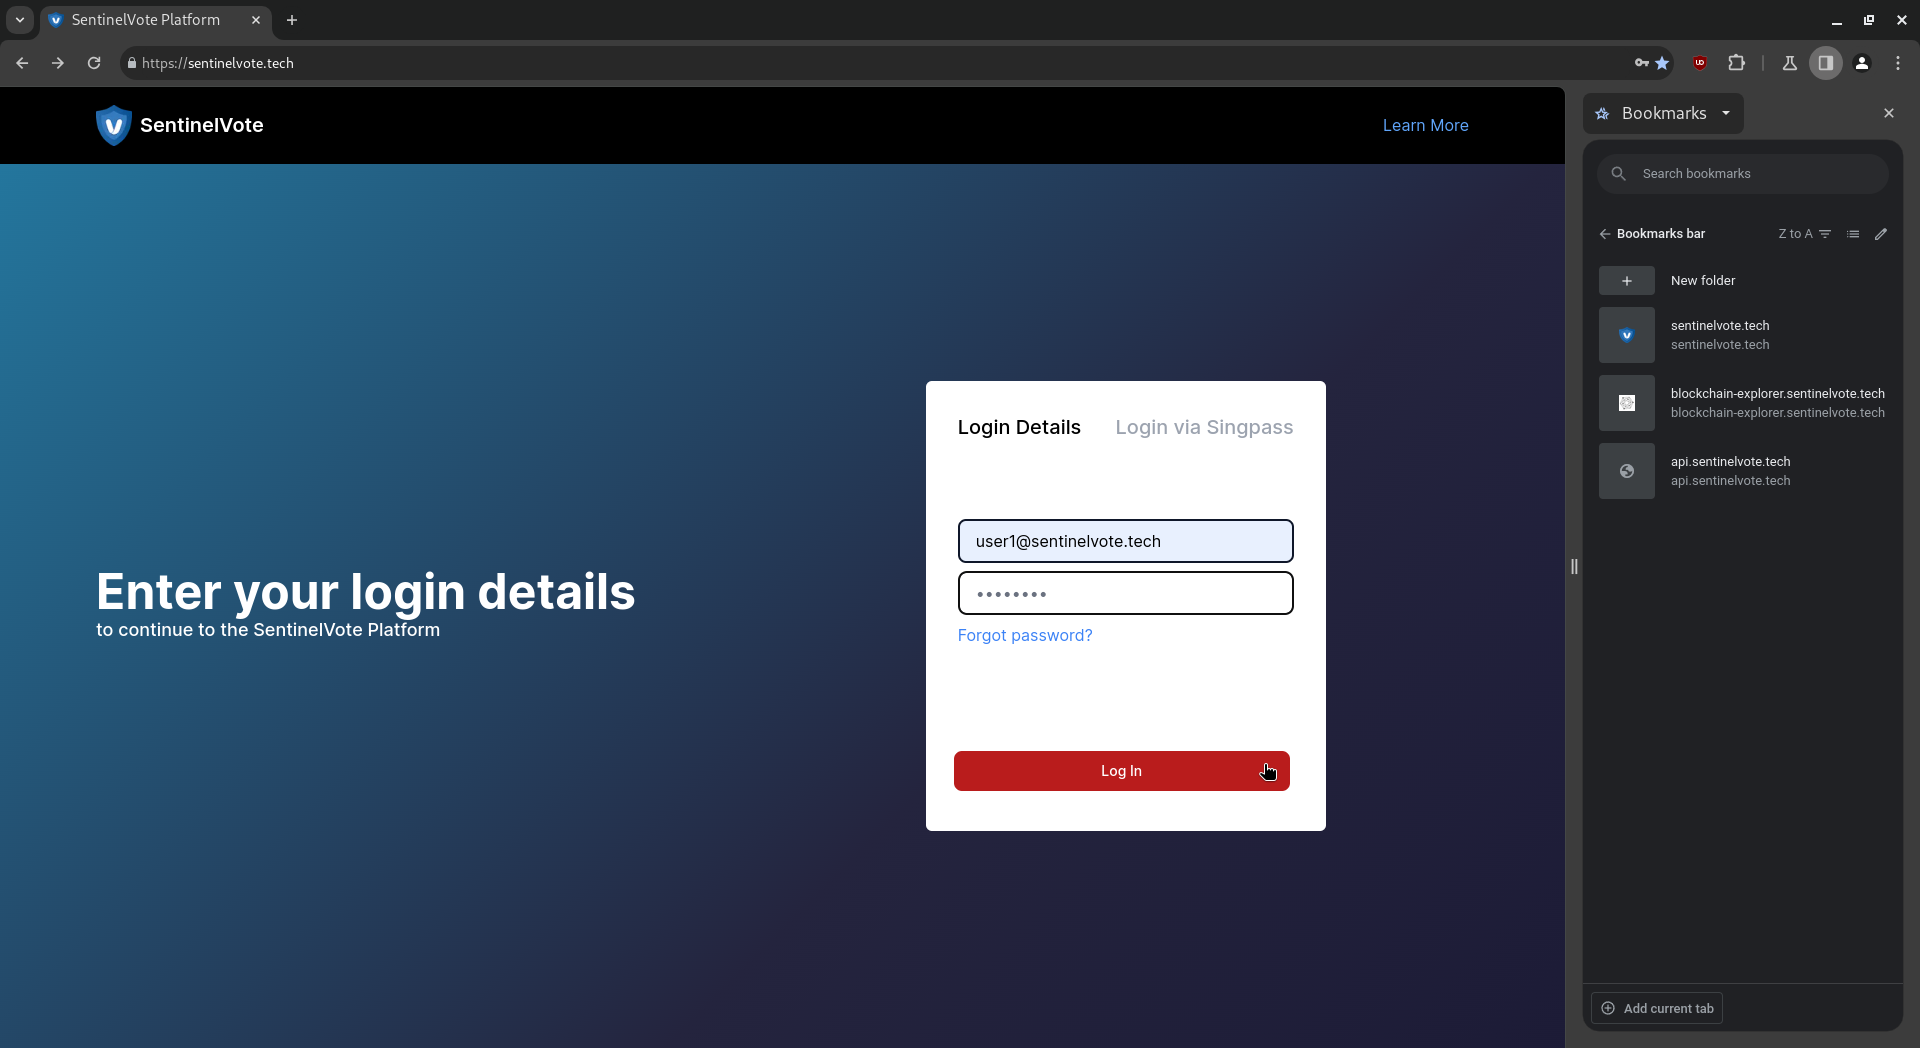 SentinelVote Platform
https://sentinelvote.tech
SentinelVote
Learn More
Enter your login details
to continue to the SentinelVote Platform
Login Details
Login via Singpass
user1@sentinelvote.tech
••••••••
Forgot password?
Log In
Bookmarks
Search bookmarks
Bookmarks bar
Z to A
New folder
sentinelvote.tech
sentinelvote.tech
blockchain-explorer.sentinelvote.tech
blockchain-explorer.sentinelvote.tech
api.sentinelvote.tech
api.sentinelvote.tech
Add current tab